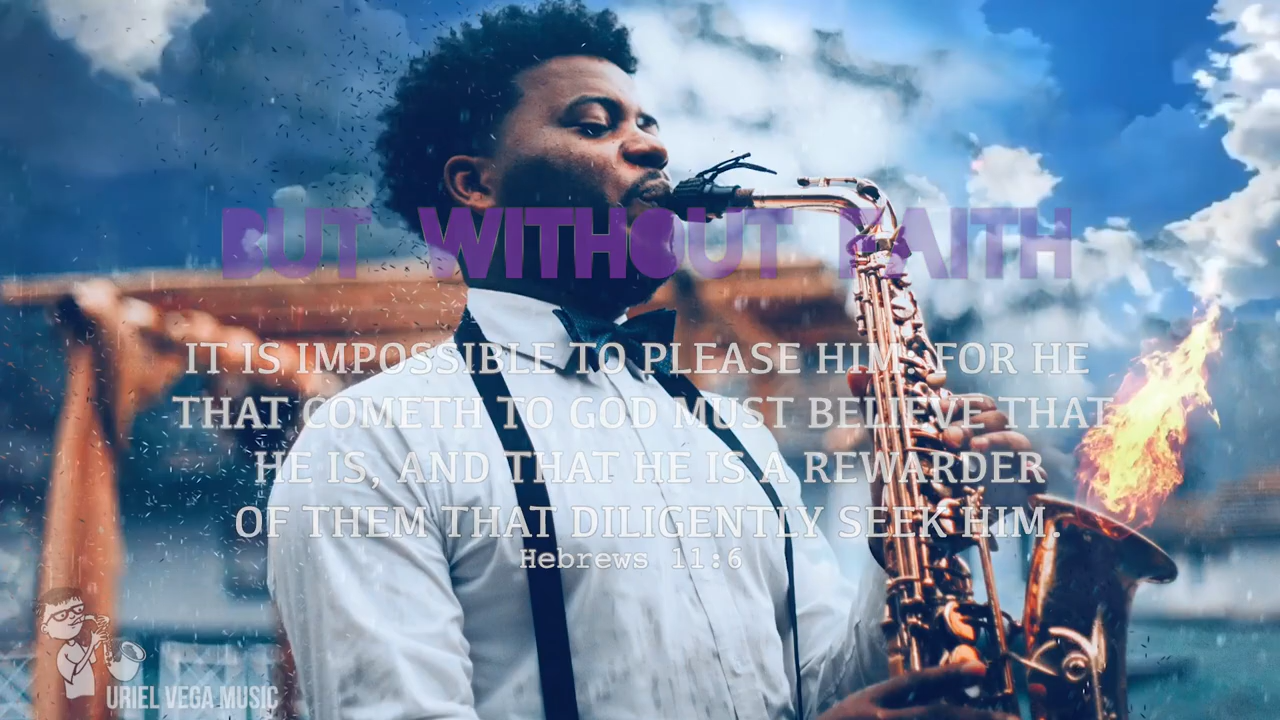 BUT WITHOUT FAITH
IT IS IMPOSSIBLE TO PLEASE HIM: FOR HE
THAT COMETH TO GOD MUST BELIEVE THAT
HE IS, AND THAT HE IS A REWARDER
OF THEM THAT DILIGENTLY SEEK HIM.
Hebrews 11:6
URIEL VEGA MUSIC